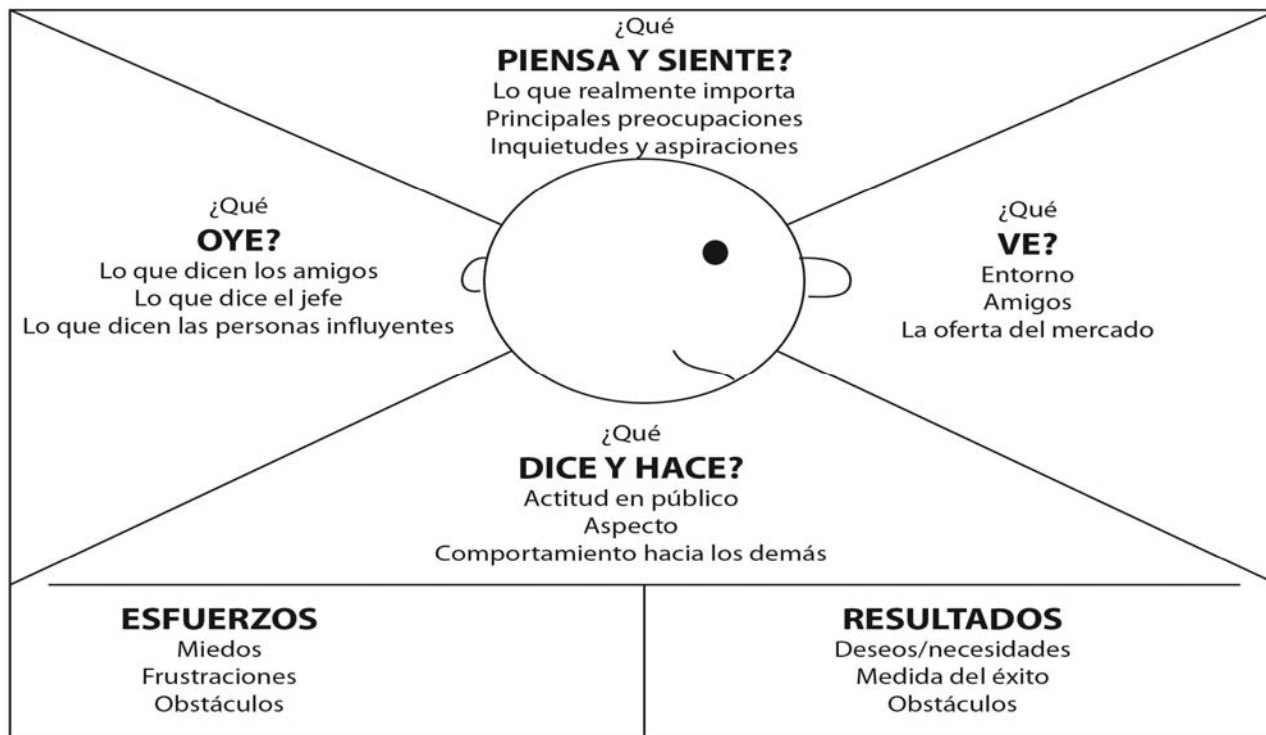 ¿Qué
PIENSA Y SIENTE?
Lo que realmente importa
Principales preocupaciones
Inquietudes y aspiraciones
¿Qué
OYE?
Lo que dicen los amigos
Lo que dice el jefe
Lo que dicen las personas influyentes
¿Qué
VE?
Entorno
Amigos
La oferta del mercado
¿Qué
DICE Y HACE?
Actitud en público
Aspecto
Comportamiento hacia los demás
ESFUERZOS
Miedos
Frustraciones
Obstáculos
RESULTADOS
Deseos/necesidades
Medida del éxito
Obstáculos